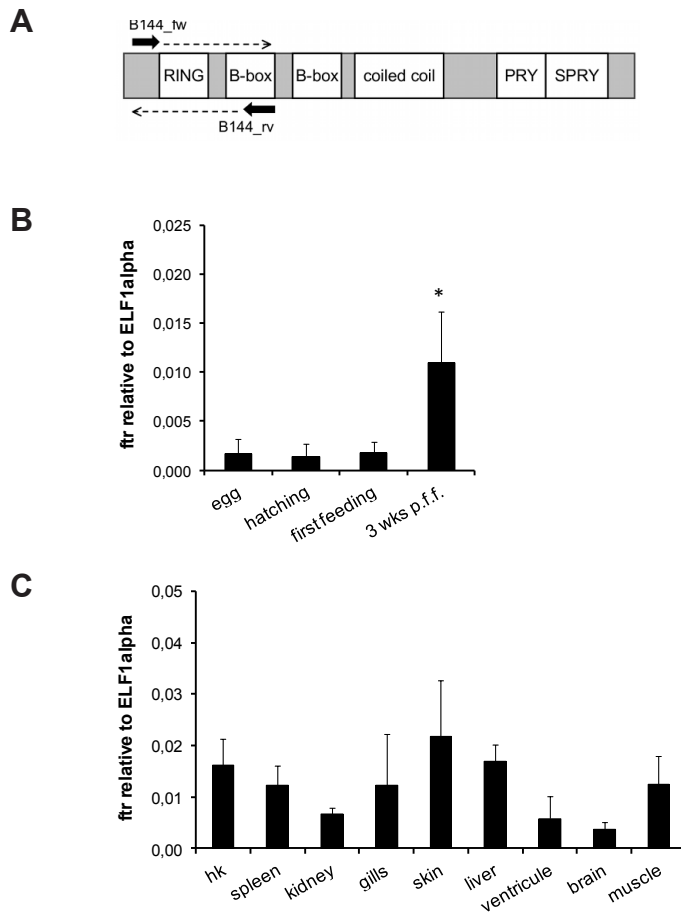 A
B144_fw
RING B-box B-box coiled coil PRY SPRY
B144_rv
B
ftr relative to ELF1alpha
0,025
0,020
0,015
0,010
0,005
0,000
*
egg hatching first feeding 3 wks p.f.f.
C
ftr relative to ELF1alpha
0,05
0,04
0,03
0,02
0,01
0,00
hk spleen kidney gills skin liver ventricule brain muscle